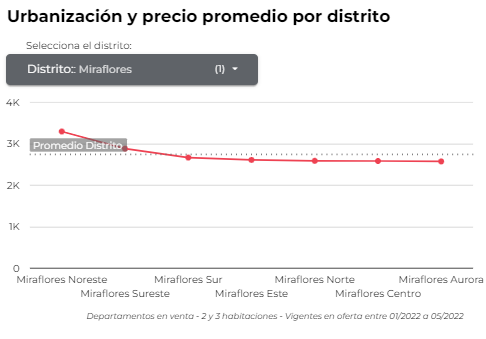 Urbanización y precio promedio por distrito
Selecciona el distrito:
Distrito:: Miraflores (1)
4K
3K
Promedio Distrito
2K
1K
0
Miraflores Noreste Miraflores Sur Miraflores Norte Miraflores Aurora
Miraflores Sureste Miraflores Este Miraflores Centro
Departamentos en venta - 2 y 3 habitaciones - Vigentes en oferta entre 01/2022 a 05/2022